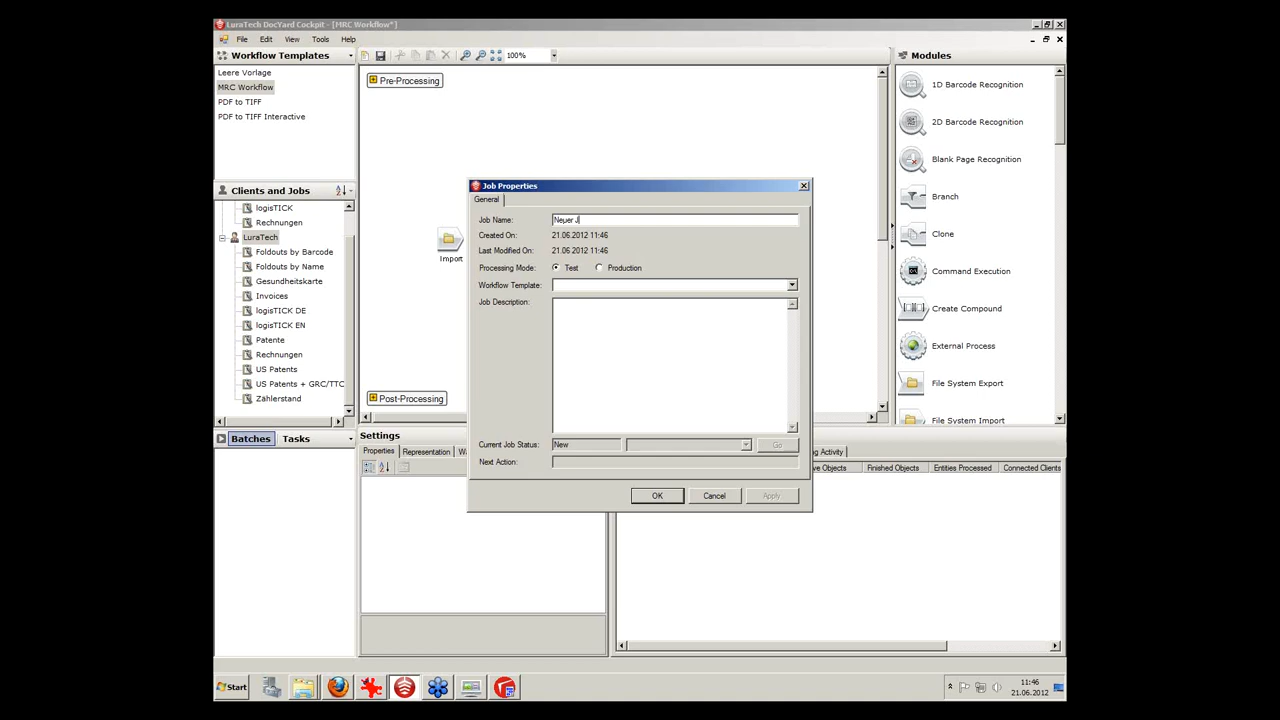 LuraTech DocYard Cockpit - [MRC Workflow*]
File Edit View Tools Help
Workflow Templates
100%
Modules
Leere Vorlage
MRC Workflow
PDF to TIFF
PDF to TIFF Interactive
Pre-Processing
1D Barcode Recognition
2D Barcode Recognition
Blank Page Recognition
Branch
Clone
Command Execution
Create Compound
External Process
File System Export
File System Import
Clients and Jobs
logisTICK
Rechnungen
LuraTech
Foldouts by Barcode
Foldouts by Name
Gesundheitskarte
Invoices
logisTICK DE
logisTICK EN
Patente
Rechnungen
US Patents
US Patents + GRC/TTC
Zählerstand
Import
Post-Processing
Job Properties
General
Job Name: Neuer J
Created On: 21.06.2012 11:46
Last Modified On: 21.06.2012 11:46
Processing Mode: Test Production
Workflow Template:
Job Description:
Current Job Status: New Go
Next Action:
OK Cancel Apply
Batches Tasks
Settings
Properties Representation
Activity
Objects Finished Objects Entities Processed Connected Clients
Start
11:46
21.06.2012